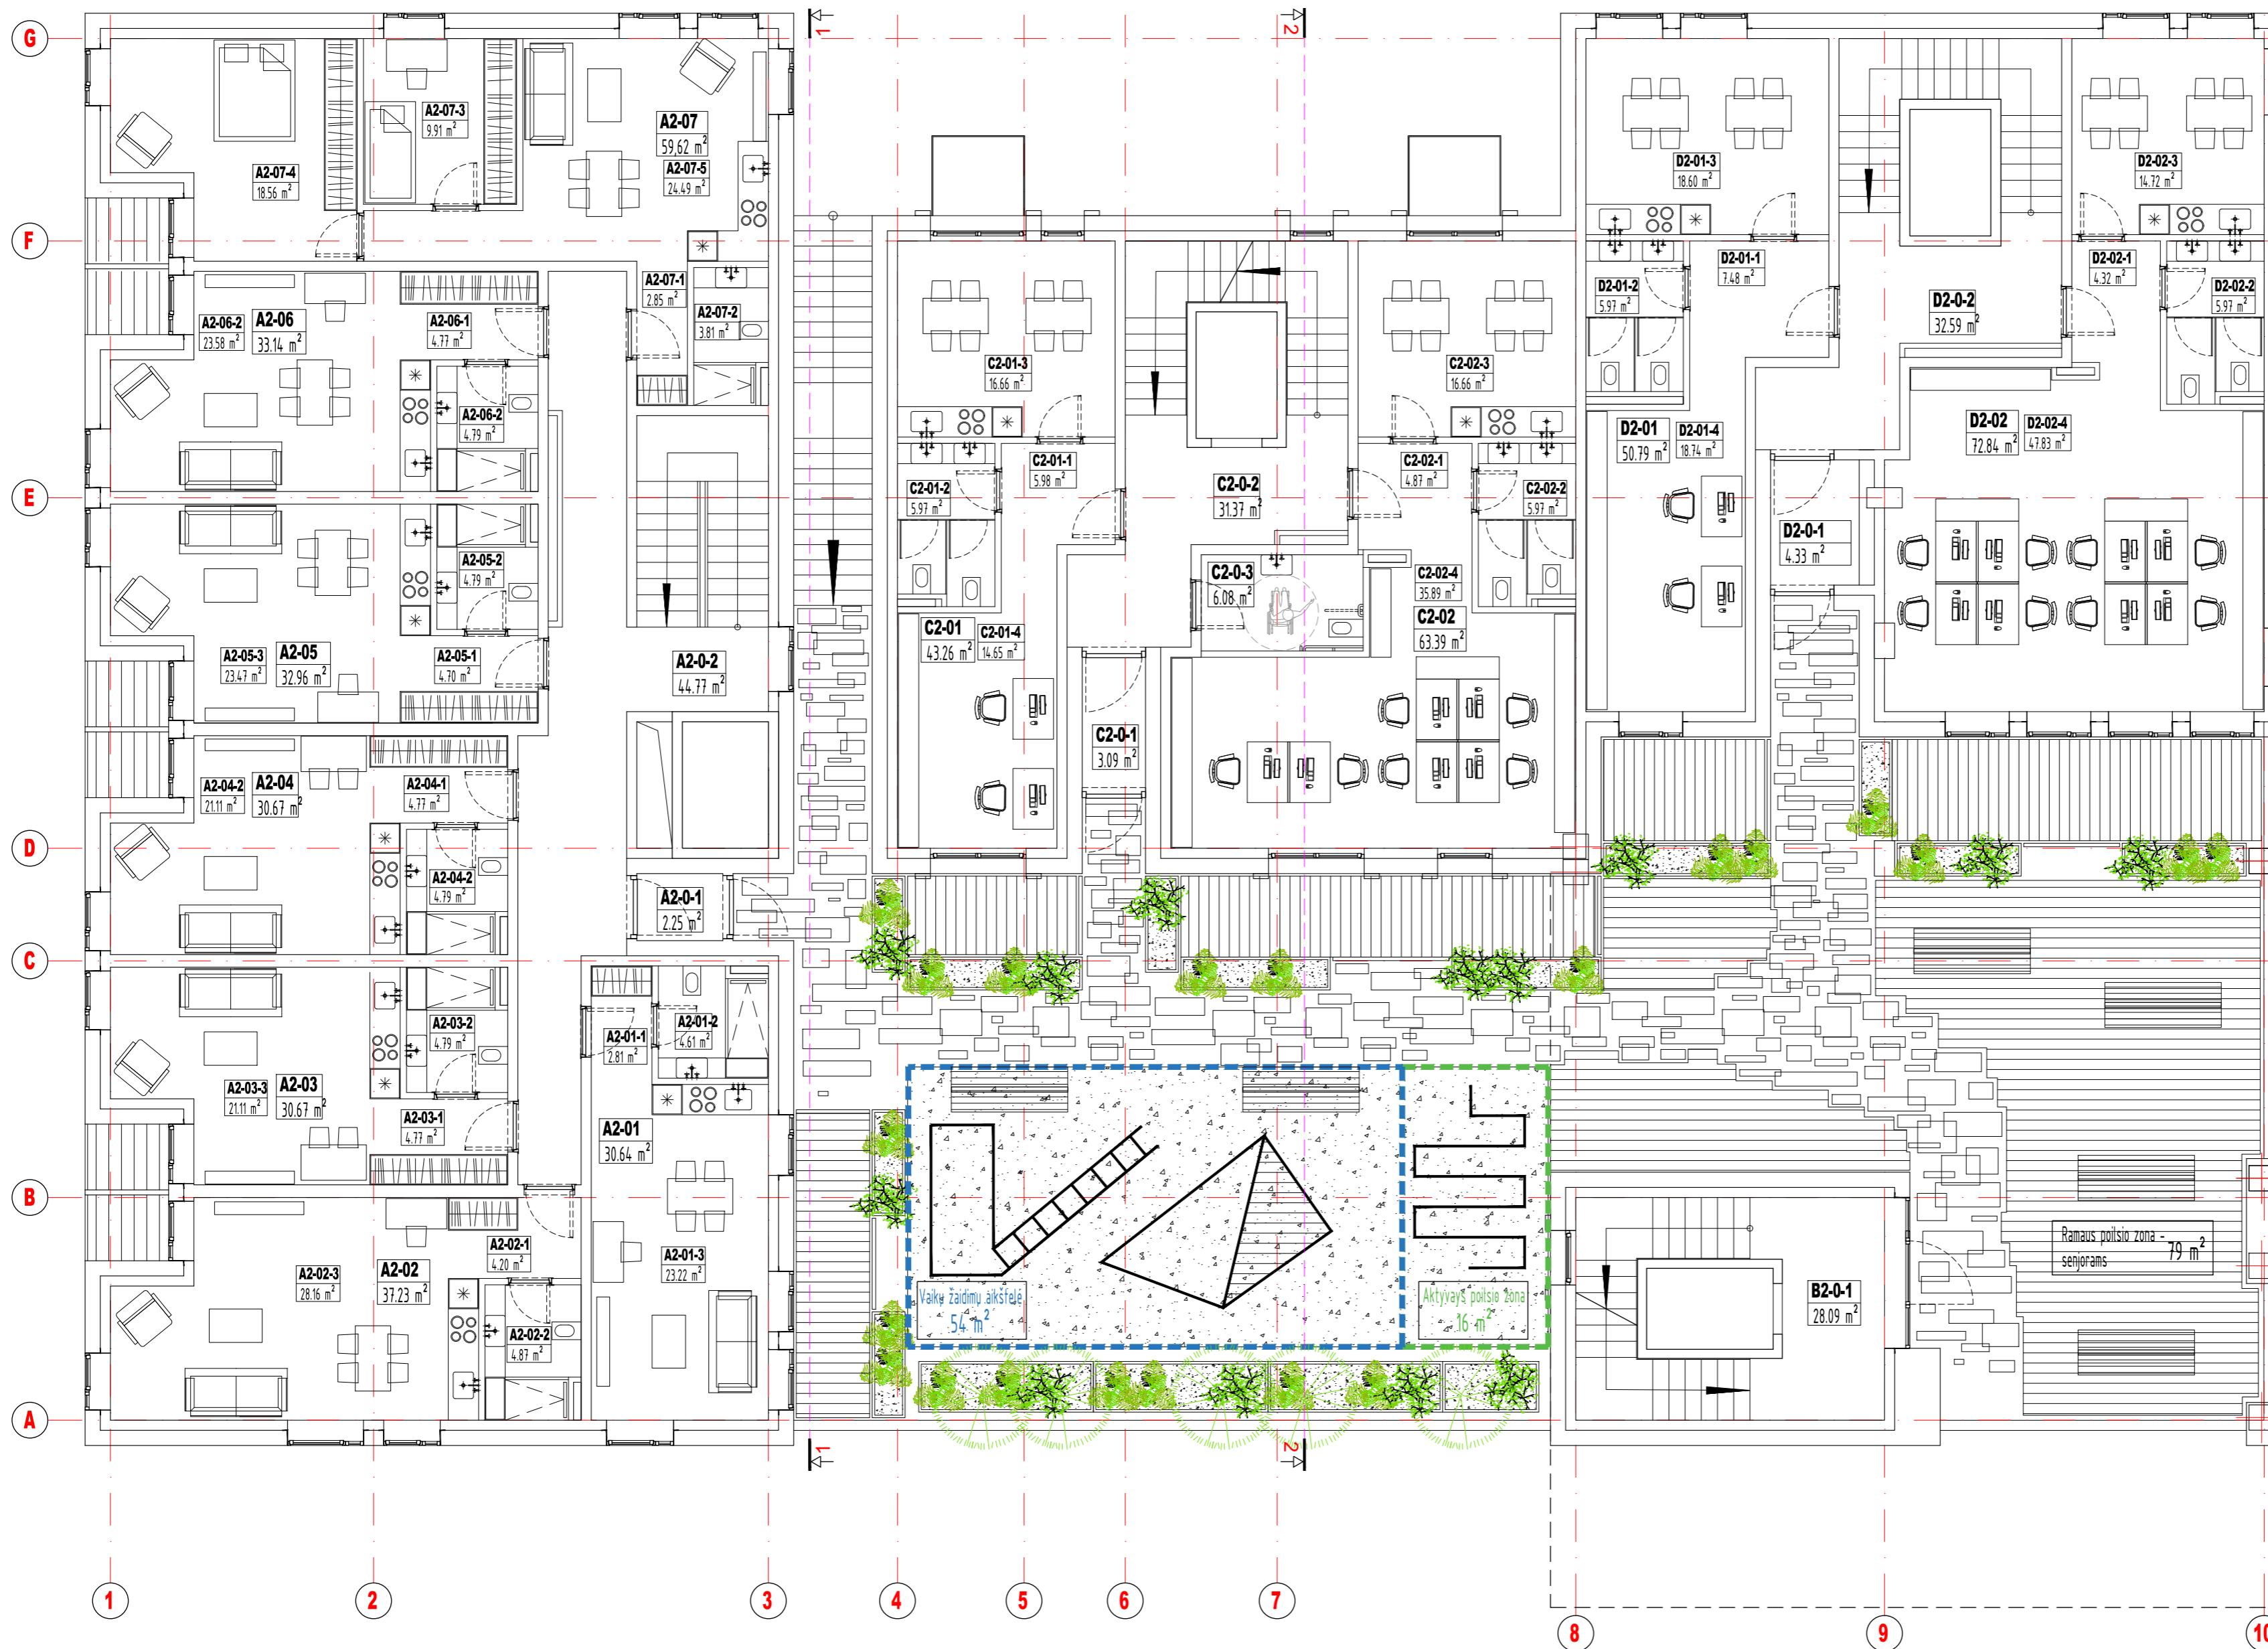 G
F
E
D
C
B
A
1
2
1
2
A2-07
59,62 m²
A2-07-5
24.49 m²
A2-07-3
9.91 m²
A2-07-4
18.56 m²
A2-07-1
2.85 m²
A2-07-2
3.81 m²
A2-06-2
23.58 m²
A2-06
33.14 m²
A2-06-1
4.77 m²
A2-06-2
4.79 m²
A2-05-2
4.79 m²
A2-05-3
23.47 m²
A2-05
32.96 m²
A2-05-1
4.70 m²
A2-0-2
44.77 m²
A2-04-2
21.11 m²
A2-04
30.67 m²
A2-04-1
4.77 m²
A2-04-2
4.79 m²
A2-0-1
2.25 m²
A2-03-2
4.79 m²
A2-03-3
21.11 m²
A2-03
30.67 m²
A2-03-1
4.77 m²
A2-01-1
2.81 m²
A2-01-2
4.61 m²
A2-01
30.64 m²
A2-01-3
23.22 m²
A2-02-3
28.16 m²
A2-02
37.23 m²
A2-02-1
4.20 m²
A2-02-2
4.87 m²
C2-01-3
16.66 m²
C2-02-3
16.66 m²
C2-01-1
5.98 m²
C2-01-2
5.97 m²
C2-0-2
31.37 m²
C2-02-1
4.87 m²
C2-02-2
5.97 m²
C2-0-3
6.08 m²
C2-02-4
35.89 m²
C2-02
63.39 m²
C2-01
43.26 m²
C2-01-4
14.65 m²
C2-0-1
3.09 m²
D2-01-3
18.60 m²
D2-02-3
14.72 m²
D2-01-1
7.48 m²
D2-01-2
5.97 m²
D2-0-2
32.59 m²
D2-02-1
4.32 m²
D2-02-2
5.97 m²
D2-01
50.79 m²
D2-01-4
18.74 m²
D2-02
72.84 m²
D2-02-4
47.83 m²
D2-0-1
4.33 m²
Vaikų žaidimų aikštelė
54 m²
Aktyvaus poilsio zona
16 m²
B2-0-1
28.09 m²
Ramaus poilsio zona -
senjorams
79 m²
1
2
3
4
5
6
7
8
9
10